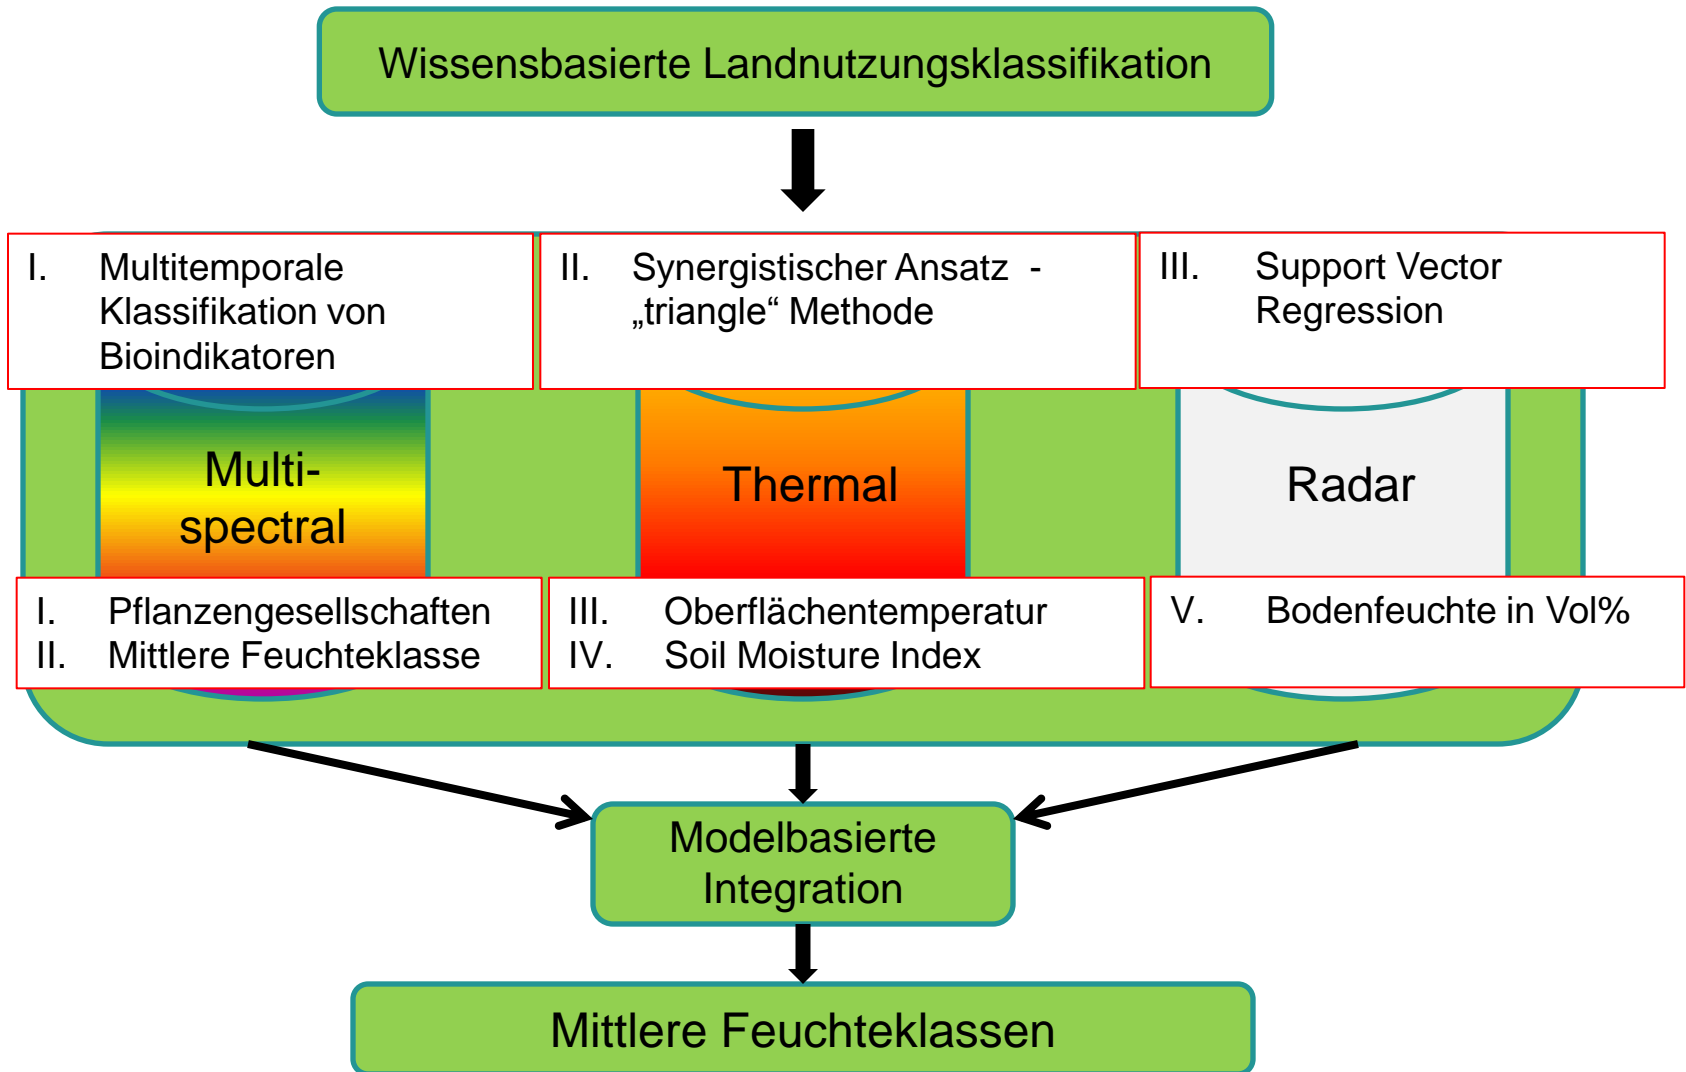 Wissensbasierte Landnutzungsklassifikation
I. Multitemporale
Klassifikation von
Bioindikatoren
II. Synergistischer Ansatz -
„triangle“ Methode
III. Support Vector
Regression
Multi-
spectral
Thermal
Radar
I. Pflanzengesellschaften
II. Mittlere Feuchteklasse
III. Oberflächentemperatur
IV. Soil Moisture Index
V. Bodenfeuchte in Vol%
Modelbasierte
Integration
Mittlere Feuchteklassen